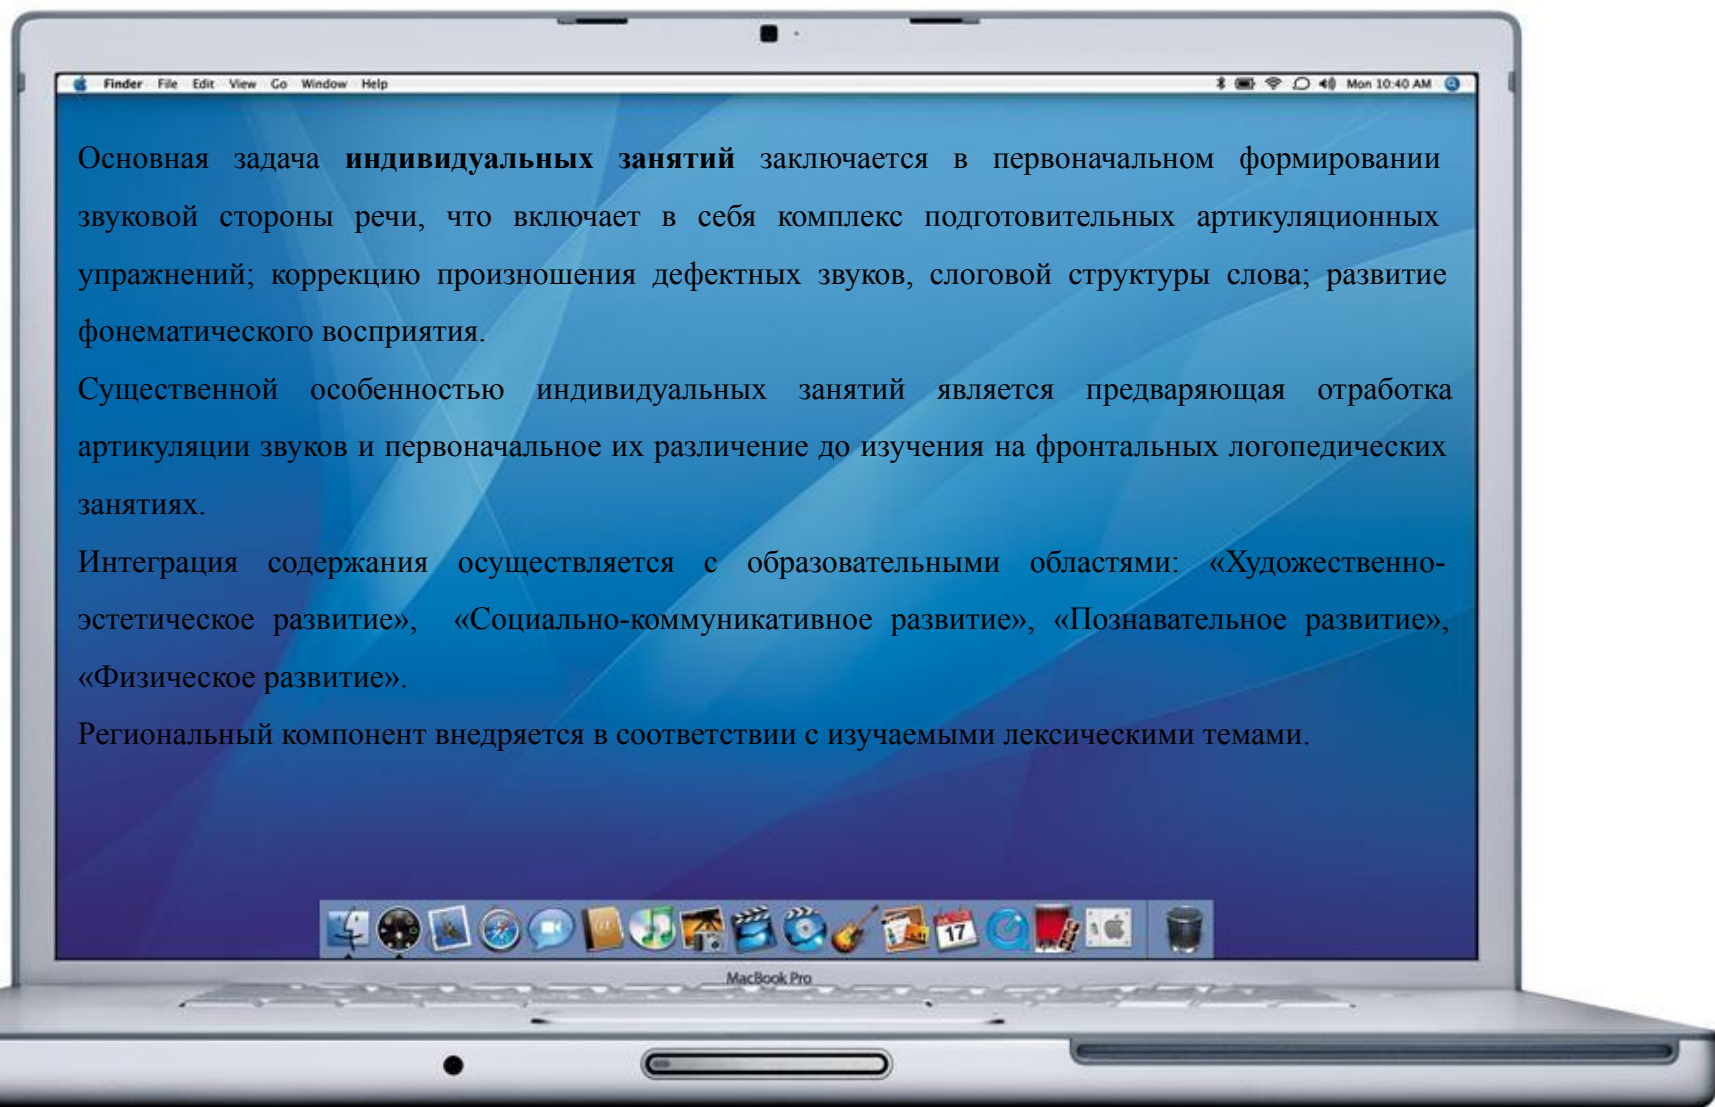 Finder File Edit View Go Window Help Mon 10:40 AM
Основная задача индивидуальных занятий заключается в первоначальном формировании
звуковой стороны речи, что включает в себя комплекс подготовительных артикуляционных
упражнений; коррекцию произношения дефектных звуков, слоговой структуры слова; развитие
фонематического восприятия.
Существенной особенностью индивидуальных занятий является предваряющая отработка
артикуляции звуков и первоначальное их различение до изучения на фронтальных логопедических
занятиях.
Интеграция содержания осуществляется с образовательными областями: «Художественно-
эстетическое развитие», «Социально-коммуникативное развитие», «Познавательное развитие»,
«Физическое развитие».
Региональный компонент внедряется в соответствии с изучаемыми лексическими темами.
17
MacBook Pro